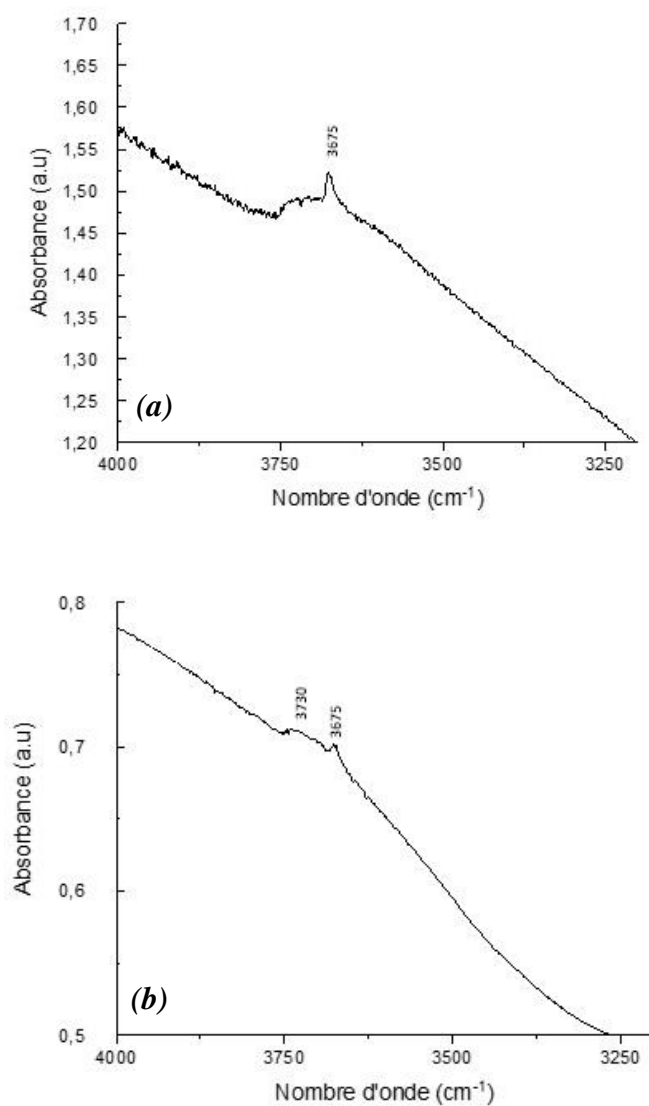 1,70
1,65
1,60
1,55
1,50
1,45
1,40
1,35
1,30
1,25
1,20
Absorbance (a.u)
3675
(a)
4000 3750 3500 3250
Nombre d'onde (cm⁻¹)
0,8
0,7
0,6
0,5
Absorbance (a.u)
3730
3675
(b)
4000 3750 3500 3250
Nombre d'onde (cm⁻¹)